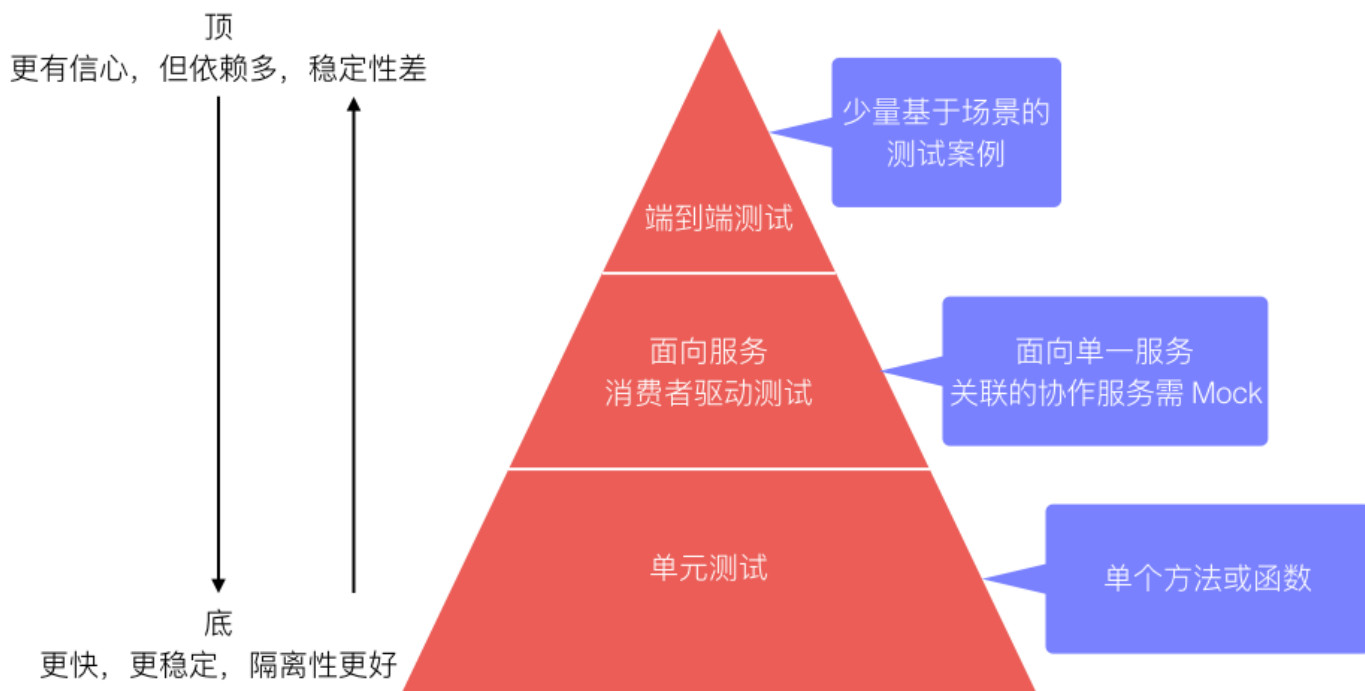 顶
更有信心，但依赖多，稳定性差
少量基于场景的
测试案例
端到端测试
面向服务
消费者驱动测试
面向单一服务
关联的协作服务需 Mock
单元测试
单个方法或函数
底
更快，更稳定，隔离性更好